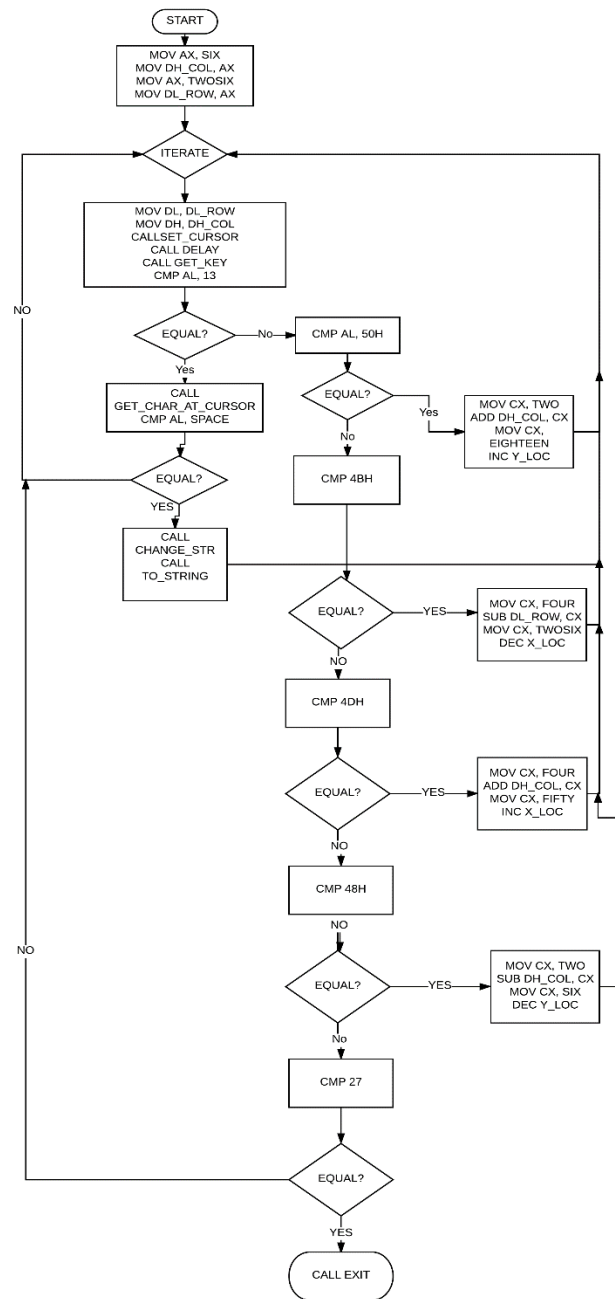 START
MOV AX, SIX
MOV DH_COL, AX
MOV AX, TWOSIX
MOV DL_ROW, AX
ITERATE
MOV DL, DL_ROW
MOV DH, DH_COL
CALLSET_CURSOR
CALL DELAY
CALL GET_KEY
CMP AL, 13
NO
EQUAL?
No
CMP AL, 50H
Yes
CALL
GET_CHAR_AT_CURSOR
CMP AL, SPACE
EQUAL?
Yes
MOV CX, TWO
ADD DH_COL, CX
MOV CX,
EIGHTEEN
INC Y_LOC
No
EQUAL?
CMP 4BH
YES
CALL
CHANGE_STR
CALL
TO_STRING
EQUAL?
YES
MOV CX, FOUR
SUB DL_ROW, CX
MOV CX, TWOSIX
DEC X_LOC
NO
CMP 4DH
EQUAL?
YES
MOV CX, FOUR
ADD DH_COL, CX
MOV CX, FIFTY
INC X_LOC
NO
CMP 48H
NO
NO
EQUAL?
YES
MOV CX, TWO
SUB DH_COL, CX
MOV CX, SIX
DEC Y_LOC
No
CMP 27
EQUAL?
YES
CALL EXIT